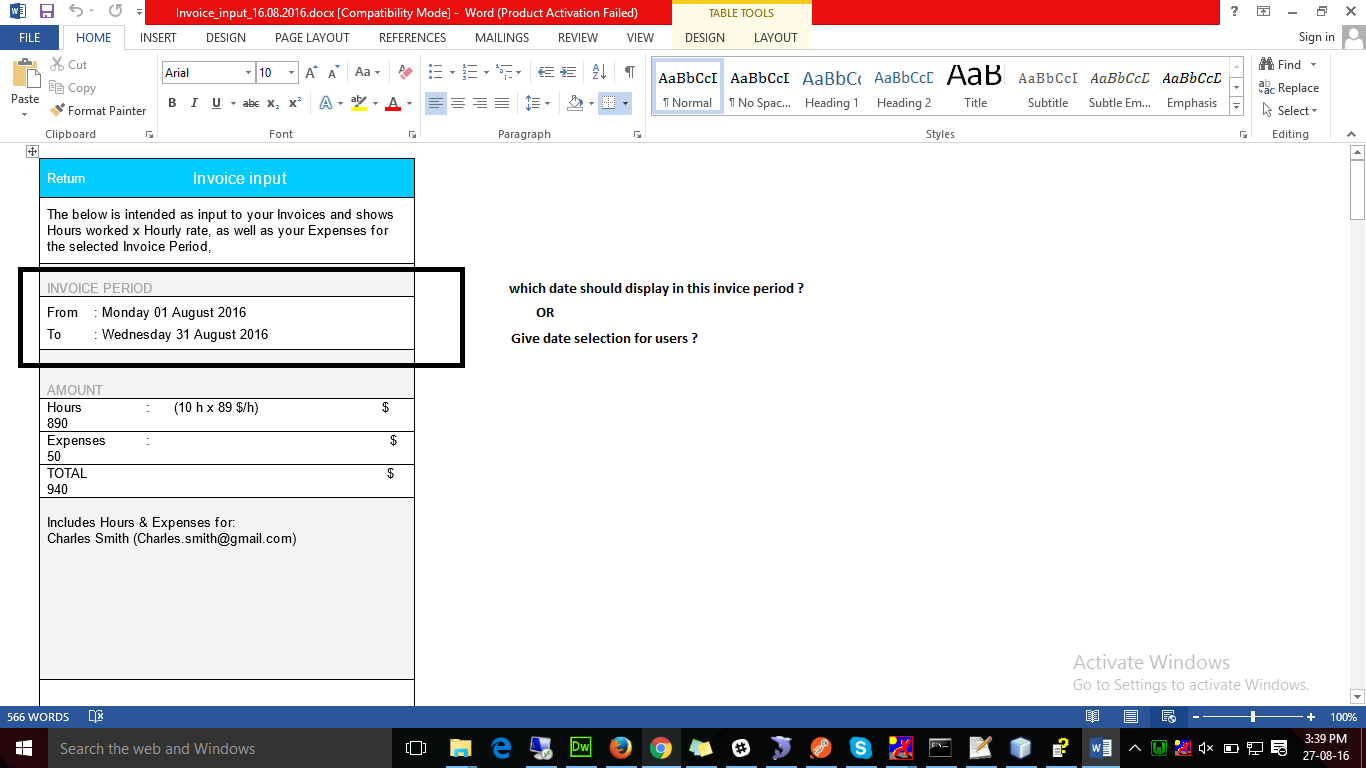 Invoice_input_16.08.2016.docx [Compatibility Mode] - Word (Product Activation Failed)
TABLE TOOLS
FILE HOME INSERT DESIGN PAGE LAYOUT REFERENCES MAILINGS REVIEW VIEW DESIGN LAYOUT Sign in
Paste
Cut
Copy
Format Painter
Clipboard
Arial 10
Font
Paragraph
AaBbCcI AaBbCcI AaBbCc AaBbCcD AaB AaBbCcI AaBbCcD AaBbCcD
¶ Normal ¶ No Spac... Heading 1 Heading 2 Title Subtitle Subtle Em... Emphasis
Styles
Find
Replace
Select
Editing
Return Invoice input
The below is intended as input to your Invoices and shows
Hours worked x Hourly rate, as well as your Expenses for
the selected Invoice Period,
INVOICE PERIOD
From : Monday 01 August 2016
To : Wednesday 31 August 2016
which date should display in this invice period ?
OR
Give date selection for users ?
AMOUNT
Hours : (10 h x 89 $/h) $
890
Expenses : $
50
TOTAL $
940
Includes Hours & Expenses for:
Charles Smith (Charles.smith@gmail.com)
Activate Windows
Go to Settings to activate Windows.
566 WORDS
100%
Search the web and Windows
3:39 PM
27-08-16